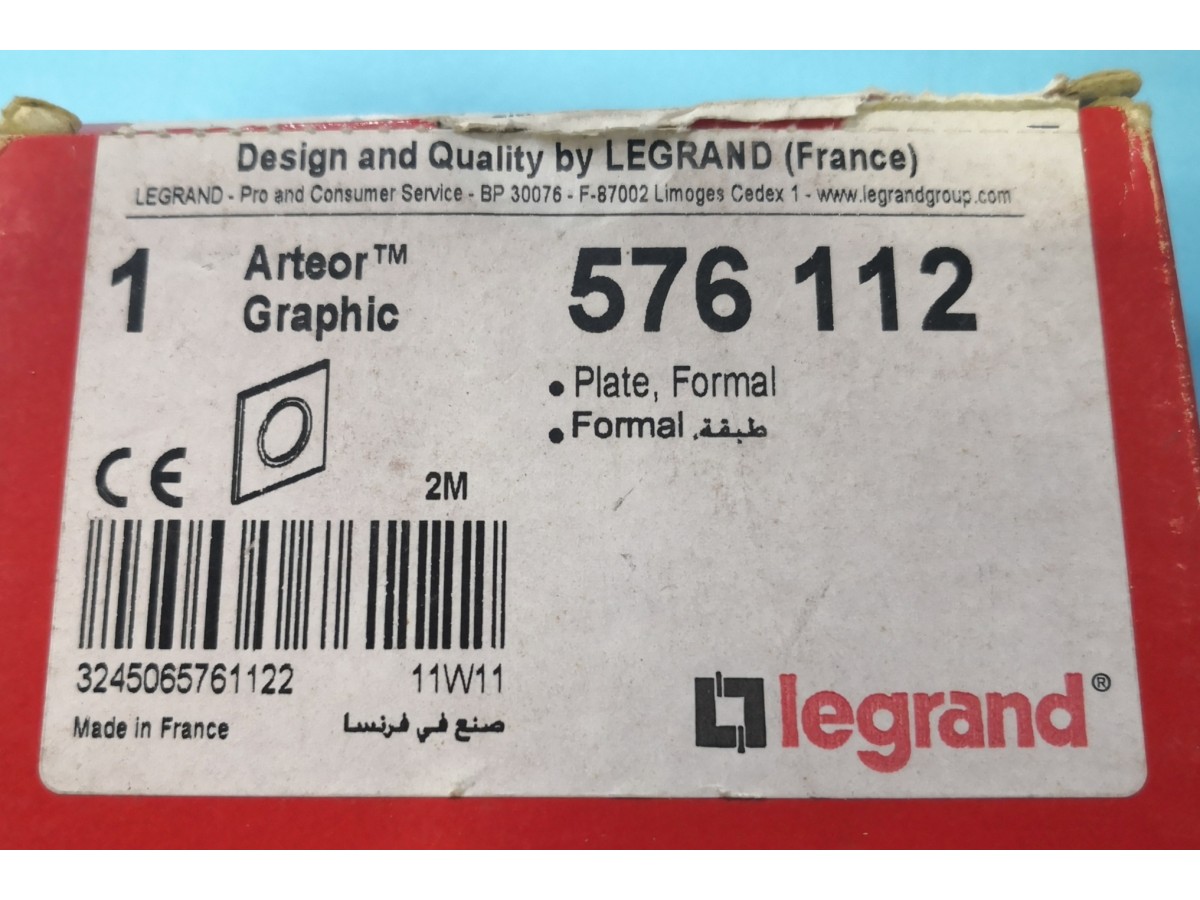 Design and Quality by LEGRAND (France)
LEGRAND - Pro and Consumer Service - BP 30076 - F-87002 Limoges Cedex 1 - www.legrandgroup.com
1
Arteor™
Graphic
576 112
• Plate, Formal
• Formal طبقة,
CE
2M
3245065761122
11W11
Made in France
صنع في فرنسا
legrand®